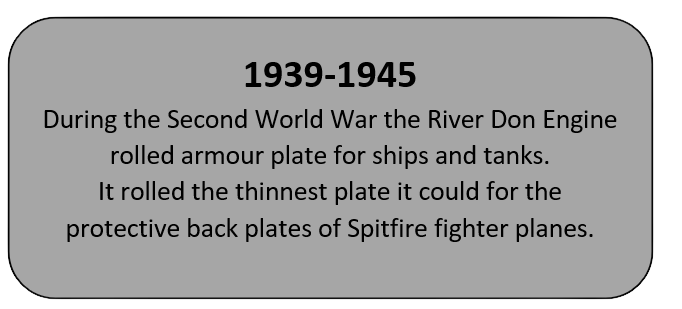 1939-1945
During the Second World War the River Don Engine
rolled armour plate for ships and tanks.
It rolled the thinnest plate it could for the
protective back plates of Spitfire fighter planes.